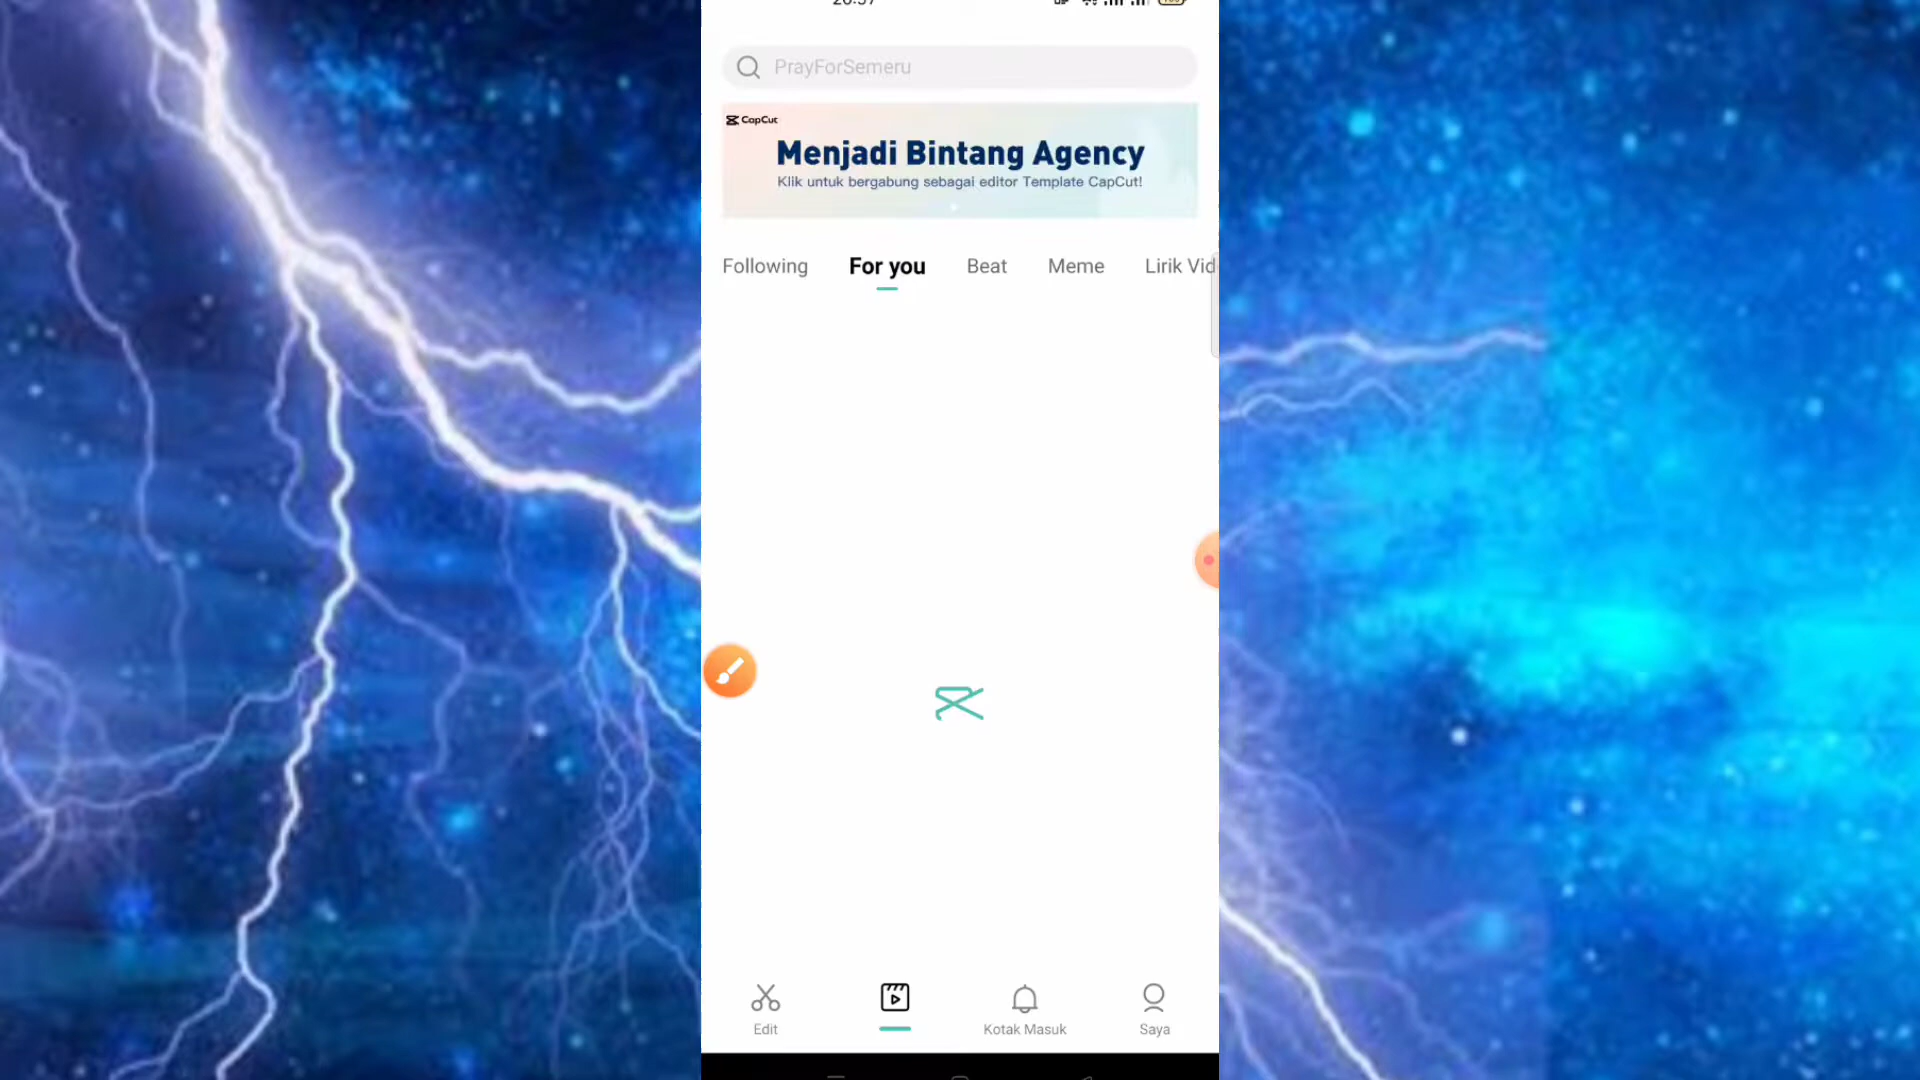 PrayForSemeru
CapCut
Menjadi Bintang Agency
Klik untuk bergabung sebagai editor Template CapCut!
Following For you Beat Meme Lirik Vid
Edit Kotak Masuk Saya